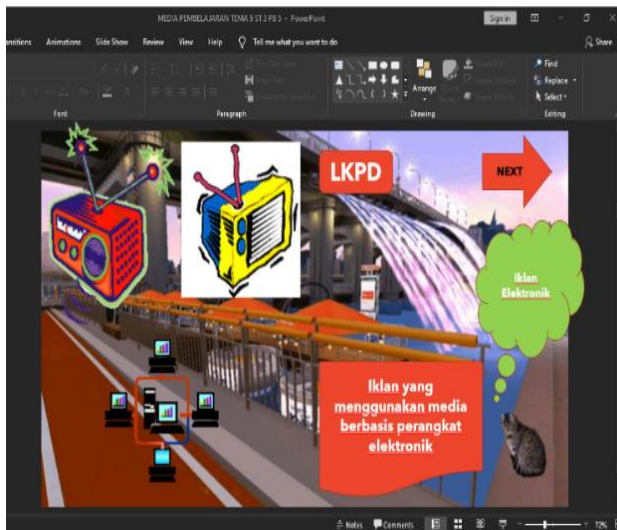 MEDIA PEMBELAJARAN TEMA 9 ST 3 PB 5 - PowerPoint
Sign in
Animations
Slide Show
Review
View
Help
Tell me what you want to do
Share
Arrange
Find
Replace
Select
Font
Paragraph
Drawing
Editing
LKPD
NEXT
Iklan
Elektronik
Iklan yang
menggunakan media
berbasis perangkat
elektronik
Notes
Comments
72%